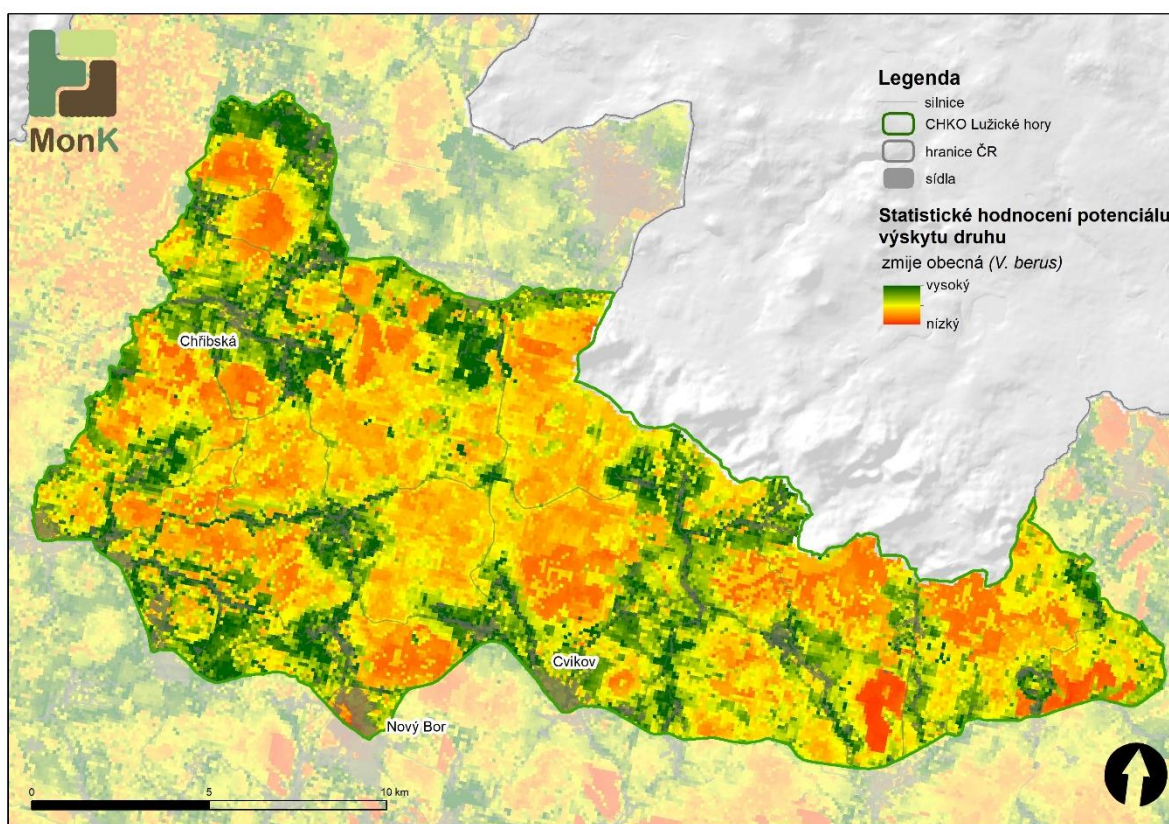 MonK
Legenda
silnice
CHKO Lužické hory
hranice ČR
sídla
Statistické hodnocení potenciálu
výskytu druhu
zmije obecná (V. berus)
vysoký
nízký
Chřibská
Cvikov
Nový Bor
0 5 10 km